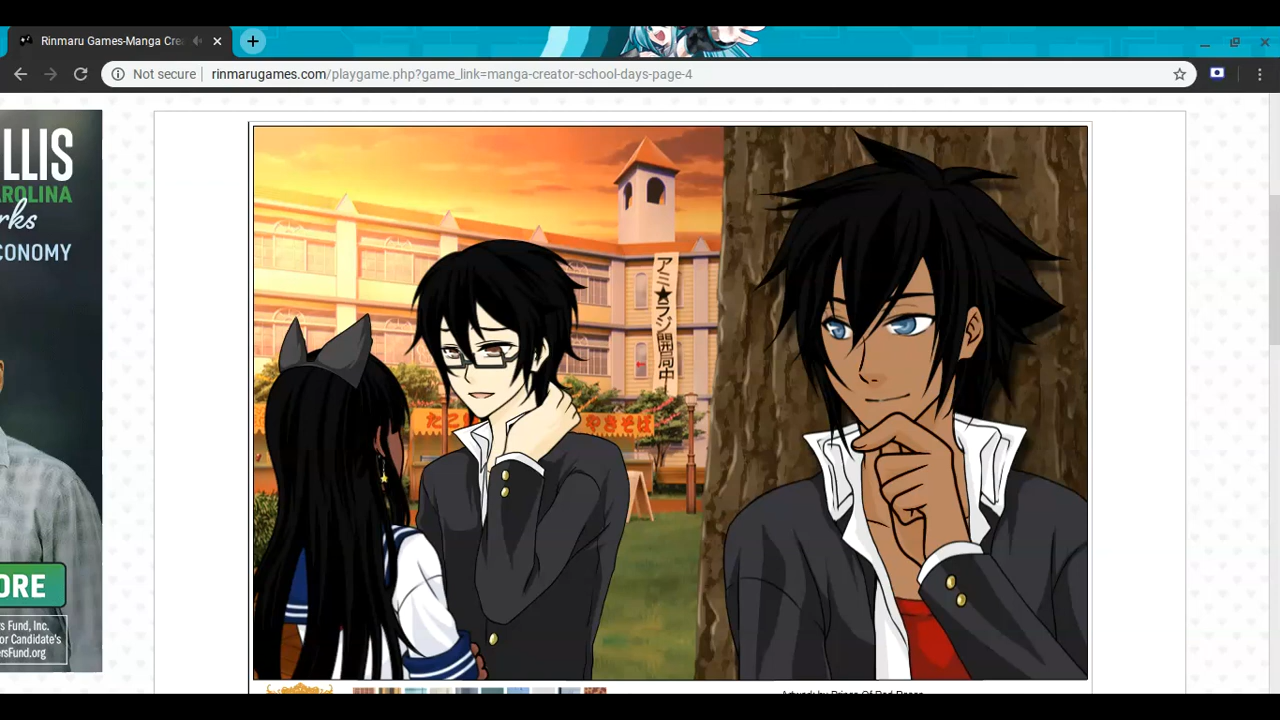 Rinmaru Games-Manga Crea
Not secure
rinmarugames.com/playgame.php?game_link=manga-creator-school-days-page-4
LLIS
AROLINA
rks
CONOMY
ORE
s Fund, Inc.
or Candidate's
rsFund.org
アミ★ラジ開局中
たこ
やきそば